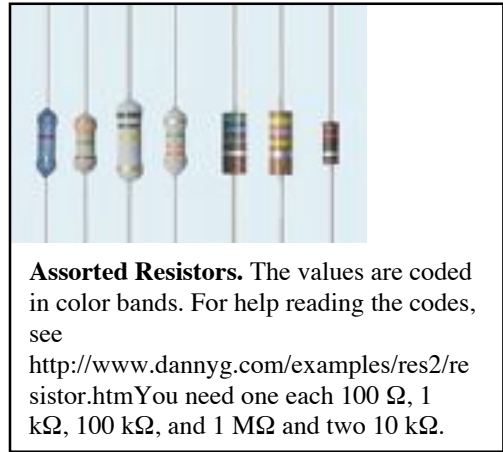 Assorted Resistors. The values are coded
in color bands. For help reading the codes,
see
http://www.dannyg.com/examples/res2/re
sistor.htmYou need one each 100 Ω, 1
kΩ, 100 kΩ, and 1 MΩ and two 10 kΩ.